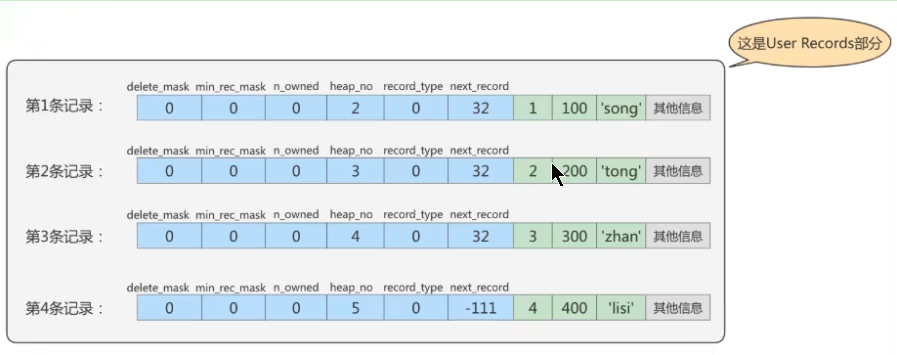 这是User Records部分
delete_mask min_rec_mask n_owned heap_no record_type next_record
第1条记录： 0 0 0 2 0 32 1 100 'song' 其他信息
delete_mask min_rec_mask n_owned heap_no record_type next_record
第2条记录： 0 0 0 3 0 32 2 200 'tong' 其他信息
delete_mask min_rec_mask n_owned heap_no record_type next_record
第3条记录： 0 0 0 4 0 32 3 300 'zhan' 其他信息
delete_mask min_rec_mask n_owned heap_no record_type next_record
第4条记录： 0 0 0 5 0 -111 4 400 'lisi' 其他信息